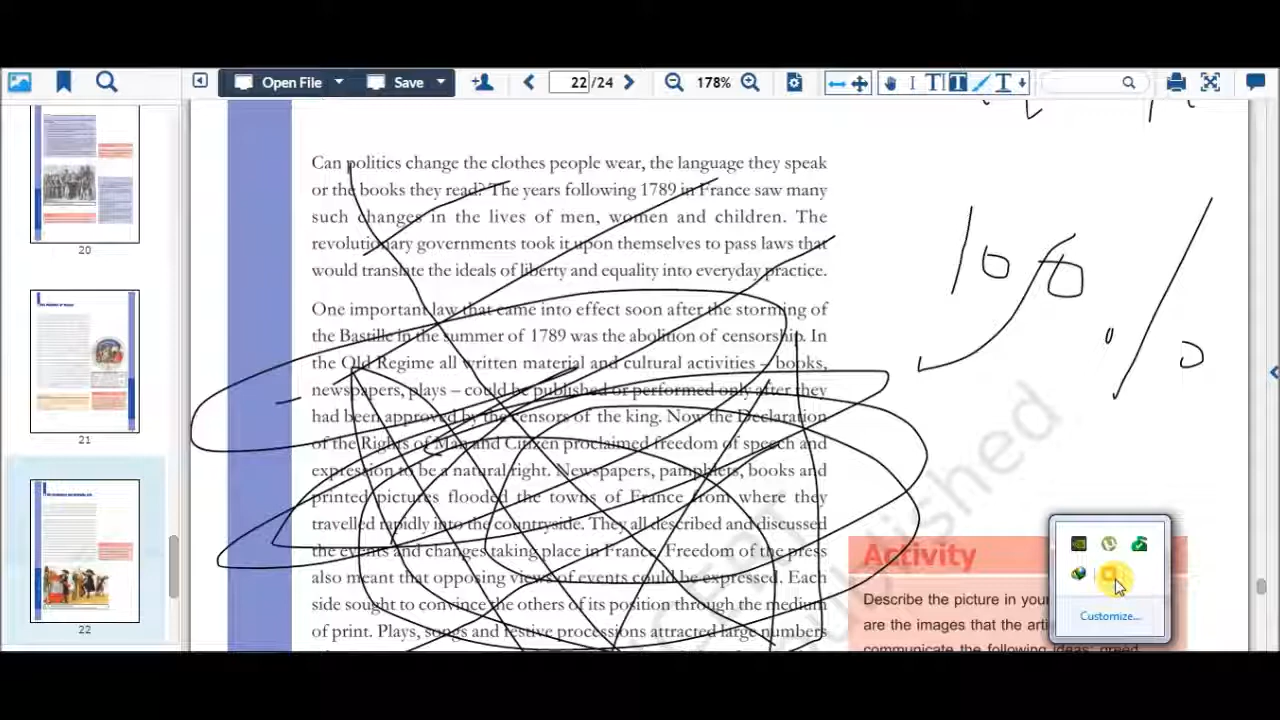 Open File
Save
22/24
178%
Can politics change the clothes people wear, the language they speak
or the books they read? The years following 1789 in France saw many
such changes in the lives of men, women and children. The
revolutionary governments took it upon themselves to pass laws that
would translate the ideals of liberty and equality into everyday practice.
One important law that came into effect soon after the storming of
the Bastille in the summer of 1789 was the abolition of censorship. In
the Old Regime all written material and cultural activities – books,
newspapers, plays – could be published or performed only after they
had been approved by the censors of the king. Now the Declaration
of the Rights of Man and Citizen proclaimed freedom of speech and
expression to be a natural right. Newspapers, pamphlets, books and
printed pictures flooded the towns of France from where they
travelled rapidly into the countryside. They all described and discussed
the events and changes taking place in France. Freedom of the press
also meant that opposing views of events could be expressed. Each
side sought to convince the others of its position through the medium
of print. Plays, songs and festive processions attracted large numbers
100 %
20
21
22
Activity
Describe the picture in your
are the images that the arti
communicate the following ideas: greed,
Customize...
published